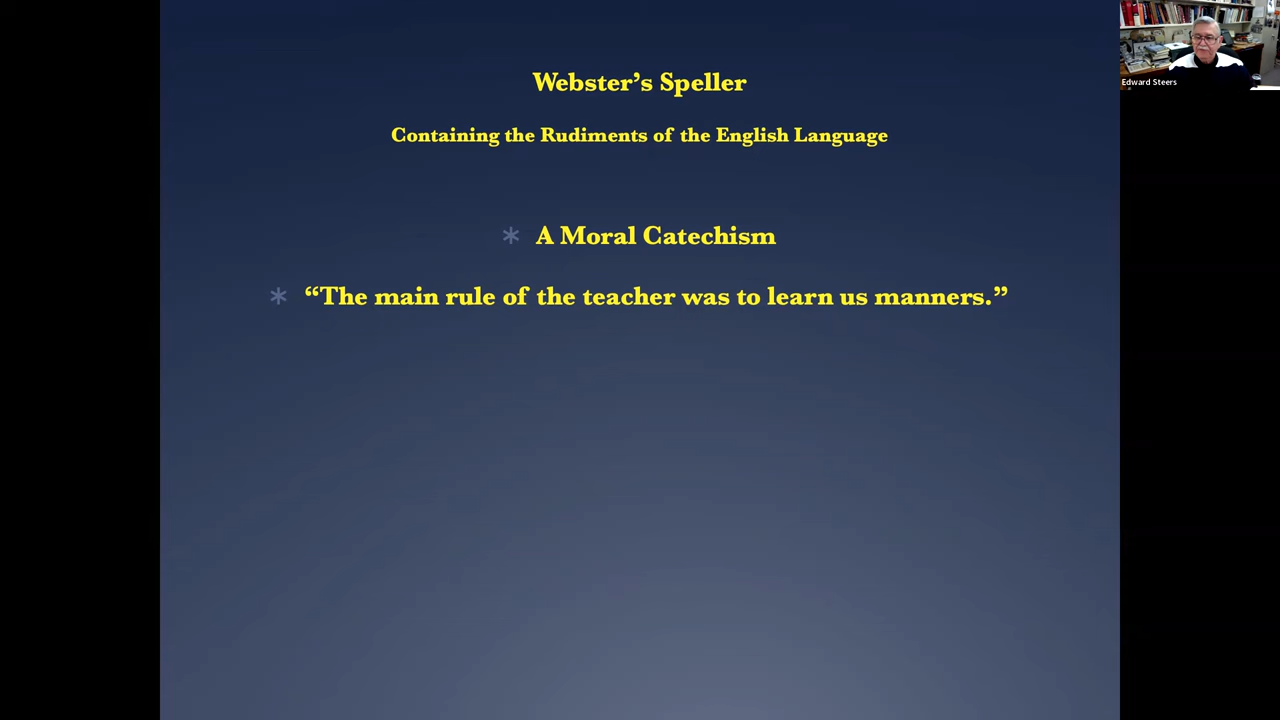 Webster’s Speller
Containing the Rudiments of the English Language
* A Moral Catechism
* “The main rule of the teacher was to learn us manners.”
Edward Steers